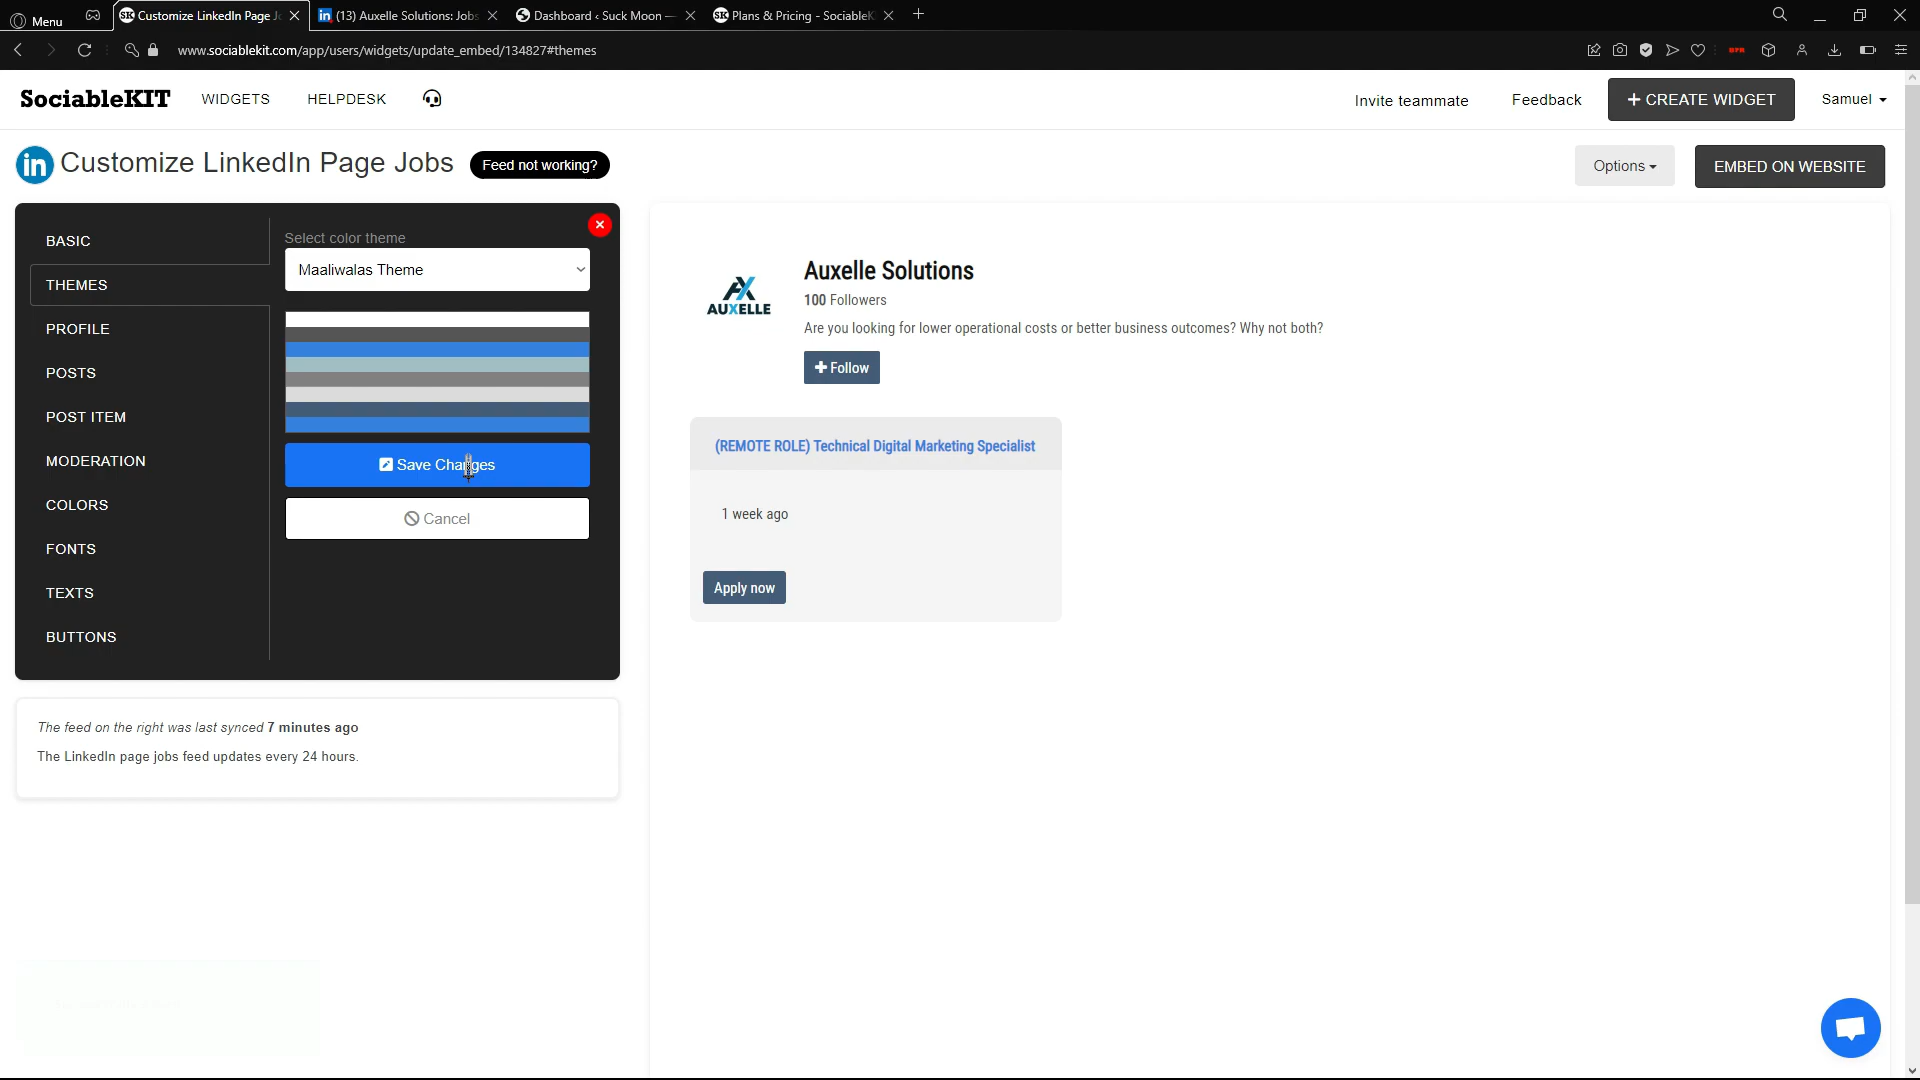 Menu
SK Customize LinkedIn Page J
in (13) Auxelle Solutions: Jobs
Dashboard ‹ Suck Moon —
SK Plans & Pricing - SociableK
www.sociablekit.com/app/users/widgets/update_embed/134827#themes
SociableKIT
WIDGETS
HELPDESK
Invite teammate
Feedback
+ CREATE WIDGET
Samuel
in Customize LinkedIn Page Jobs
Feed not working?
Options
EMBED ON WEBSITE
BASIC
THEMES
PROFILE
POSTS
POST ITEM
MODERATION
COLORS
FONTS
TEXTS
BUTTONS
Select color theme
Maaliwalas Theme
Save Changes
Cancel
The feed on the right was last synced 7 minutes ago
The LinkedIn page jobs feed updates every 24 hours.
AUXELLE
Auxelle Solutions
100 Followers
Are you looking for lower operational costs or better business outcomes? Why not both?
+ Follow
(REMOTE ROLE) Technical Digital Marketing Specialist
1 week ago
Apply now